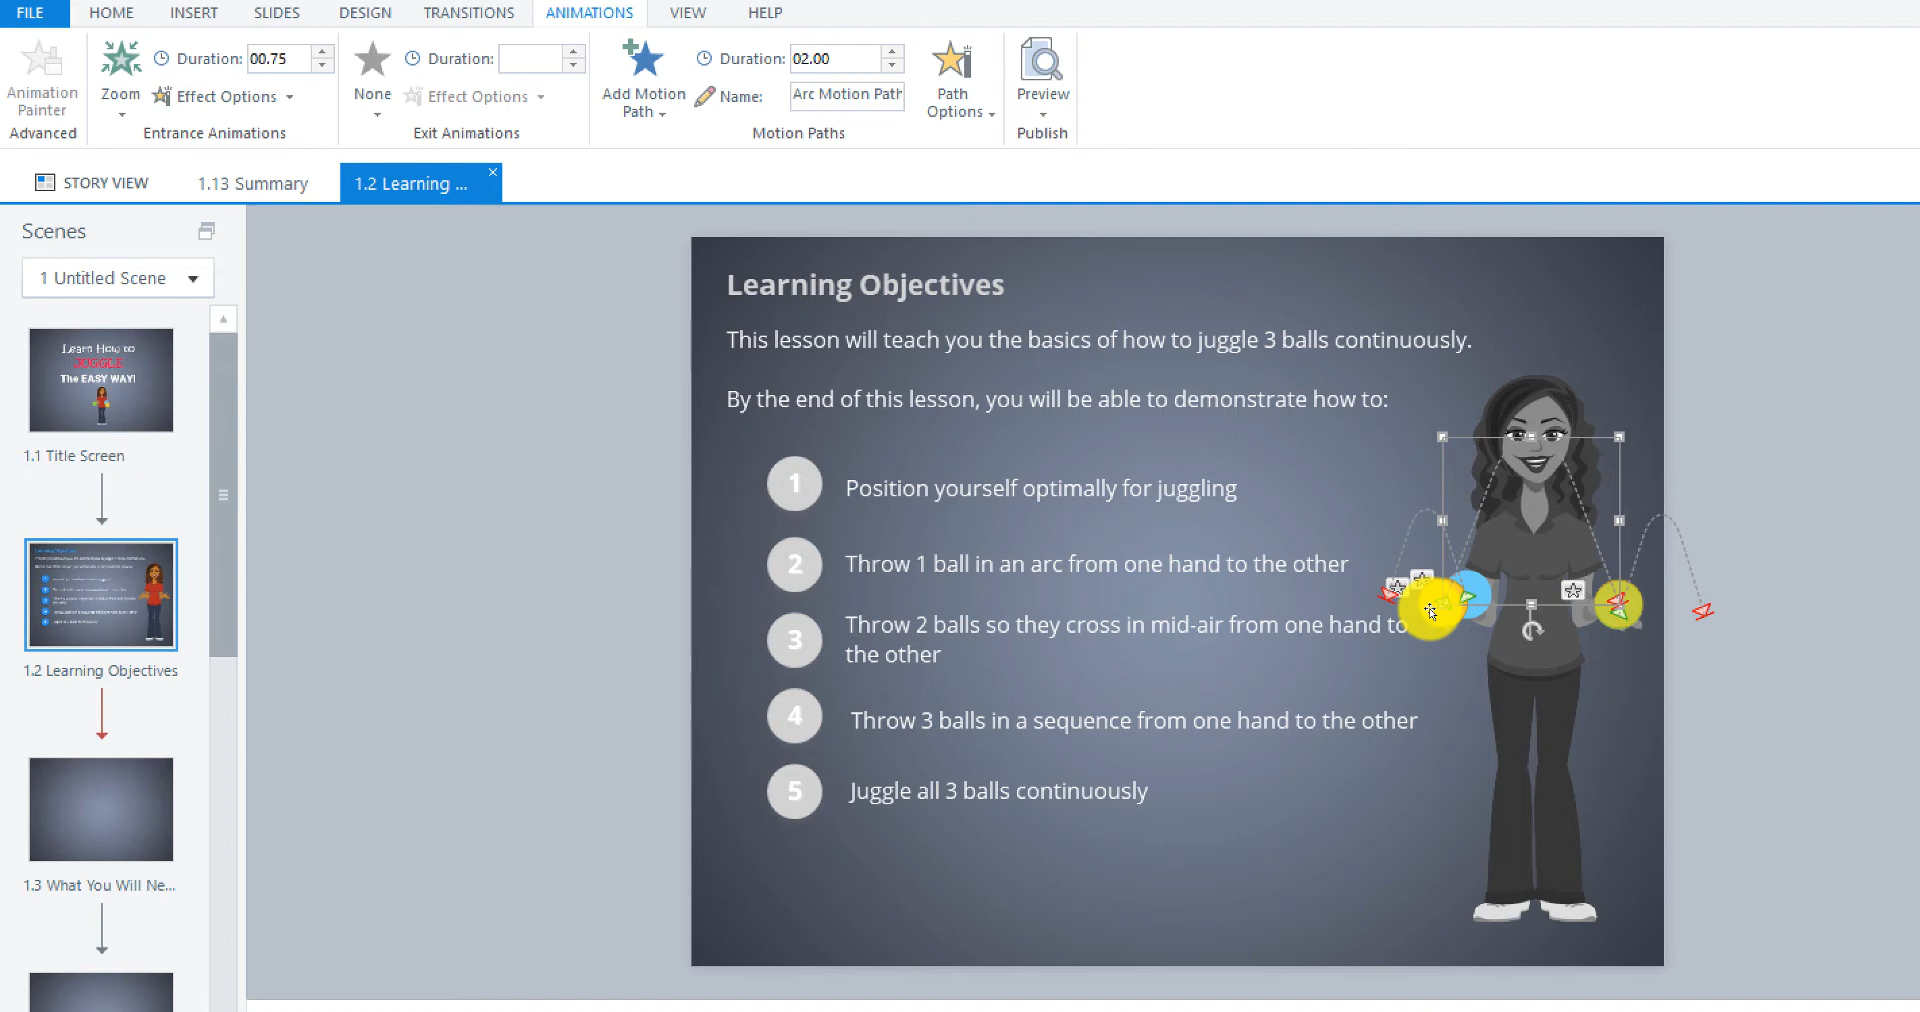 FILE HOME INSERT SLIDES DESIGN TRANSITIONS ANIMATIONS VIEW HELP
Animation Painter
Advanced
Zoom
Duration: 00.75
Effect Options
Entrance Animations
None
Duration:
Effect Options
Exit Animations
Add Motion Path
Duration: 02.00
Name: Arc Motion Path
Path Options
Motion Paths
Preview
Publish
STORY VIEW 1.13 Summary 1.2 Learning ...
Scenes
1 Untitled Scene
Learn How to
JUGGLE
The EASY WAY!
1.1 Title Screen
1.2 Learning Objectives
1.3 What You Will Ne...
Learning Objectives
This lesson will teach you the basics of how to juggle 3 balls continuously.
By the end of this lesson, you will be able to demonstrate how to:
1 Position yourself optimally for juggling
2 Throw 1 ball in an arc from one hand to the other
3 Throw 2 balls so they cross in mid-air from one hand to
the other
4 Throw 3 balls in a sequence from one hand to the other
5 Juggle all 3 balls continuously